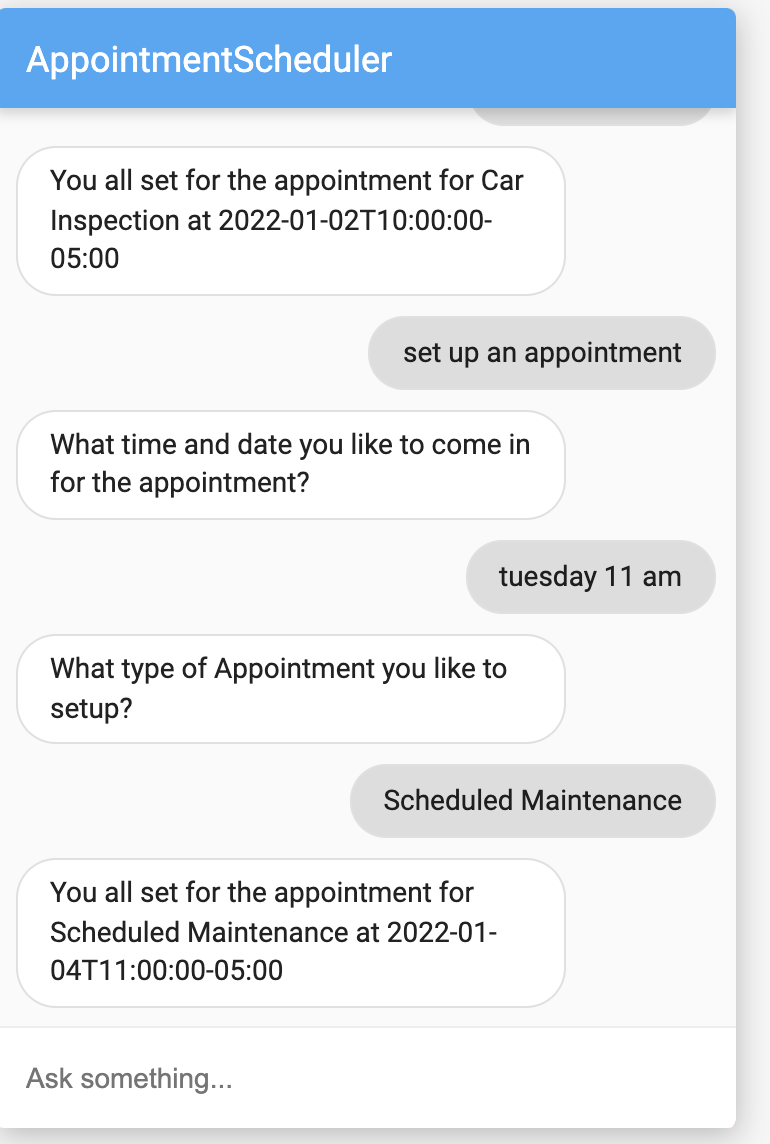 AppointmentScheduler
You all set for the appointment for Car
Inspection at 2022-01-02T10:00:00-
05:00
set up an appointment
What time and date you like to come in
for the appointment?
tuesday 11 am
What type of Appointment you like to
setup?
Scheduled Maintenance
You all set for the appointment for
Scheduled Maintenance at 2022-01-
04T11:00:00-05:00
Ask something...